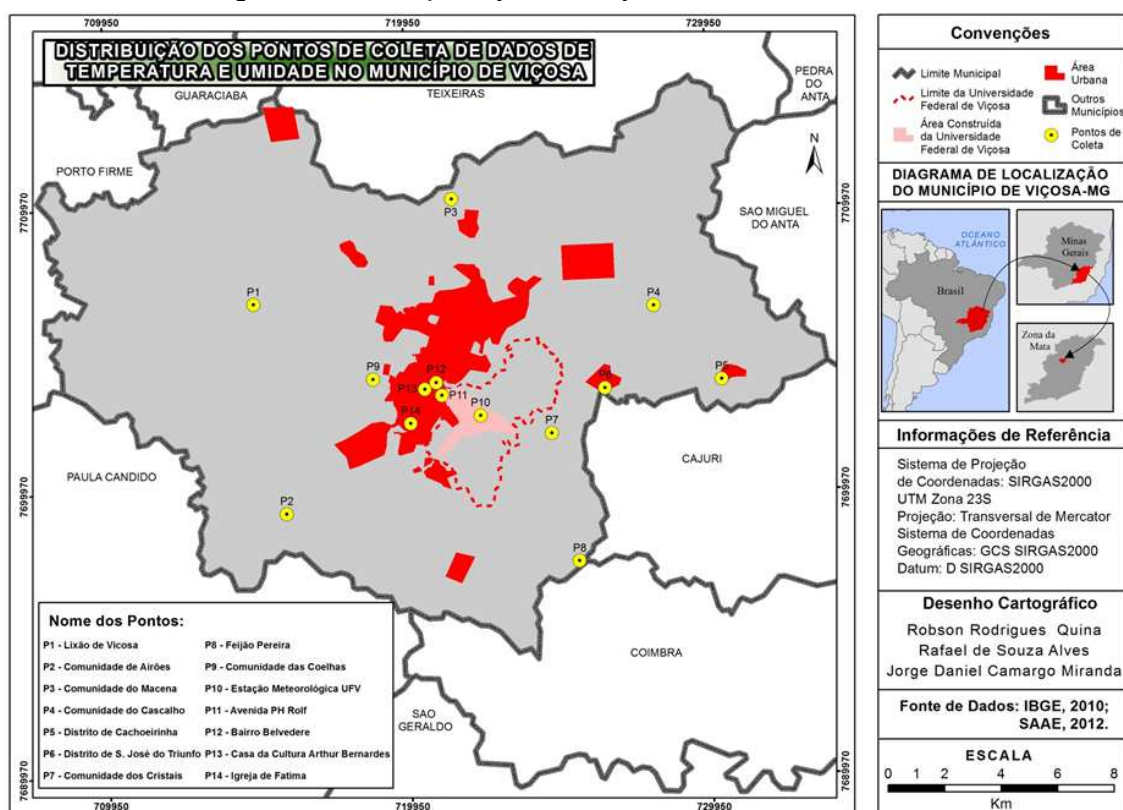 709950
719950
729950
DISTRIBUIÇÃO DOS PONTOS DE COLETA DE DADOS DE
TEMPERATURA E UMIDADE NO MUNICÍPIO DE VIÇOSA
GUARACIABA
TEIXEIRAS
PEDRA
DO
ANTA
PORTO FIRME
N
7709970
7709970
P3
SAO MIGUEL
DO ANTA
P1
P4
P9
P12
P13
P11
P14
P10
P6
P5
P7
PAULA CANDIDO
CAJURI
7699970
7699970
P2
P8
COIMBRA
SAO
GERALDO
Nome dos Pontos:
P1 - Lixão de Vicosa
P2 - Comunidade de Airões
P3 - Comunidade do Macena
P4 - Comunidade do Cascalho
P5 - Distrito de Cachoeirinha
P6 - Distrito de S. José do Triunfo
P7 - Comunidade dos Cristais
P8 - Feijão Pereira
P9 - Comunidade das Coelhas
P10 - Estação Meteorológica UFV
P11 - Avenida PH Rolf
P12 - Bairro Belvedere
P13 - Casa da Cultura Arthur Bernardes
P14 - Igreja de Fatima
7689970
7689970
709950
719950
729950
Convenções
Limite Municipal
Limite da Universidade
Federal de Viçosa
Área Construída
da Universidade
Federal de Viçosa
Área
Urbana
Outros
Municípios
Pontos de
Coleta
DIAGRAMA DE LOCALIZAÇÃO
DO MUNICÍPIO DE VIÇOSA-MG
OCEANO
ATLÂNTICO
Brasil
Minas
Gerais
Zona da
Mata
Informações de Referência
Sistema de Projeção
de Coordenadas: SIRGAS2000
UTM Zona 23S
Projeção: Transversal de Mercator
Sistema de Coordenadas
Geográficas: GCS SIRGAS2000
Datum: D SIRGAS2000
Desenho Cartográfico
Robson Rodrigues Quina
Rafael de Souza Alves
Jorge Daniel Camargo Miranda
Fonte de Dados: IBGE, 2010;
SAAE, 2012.
ESCALA
0 1 2 4 6 8
Km